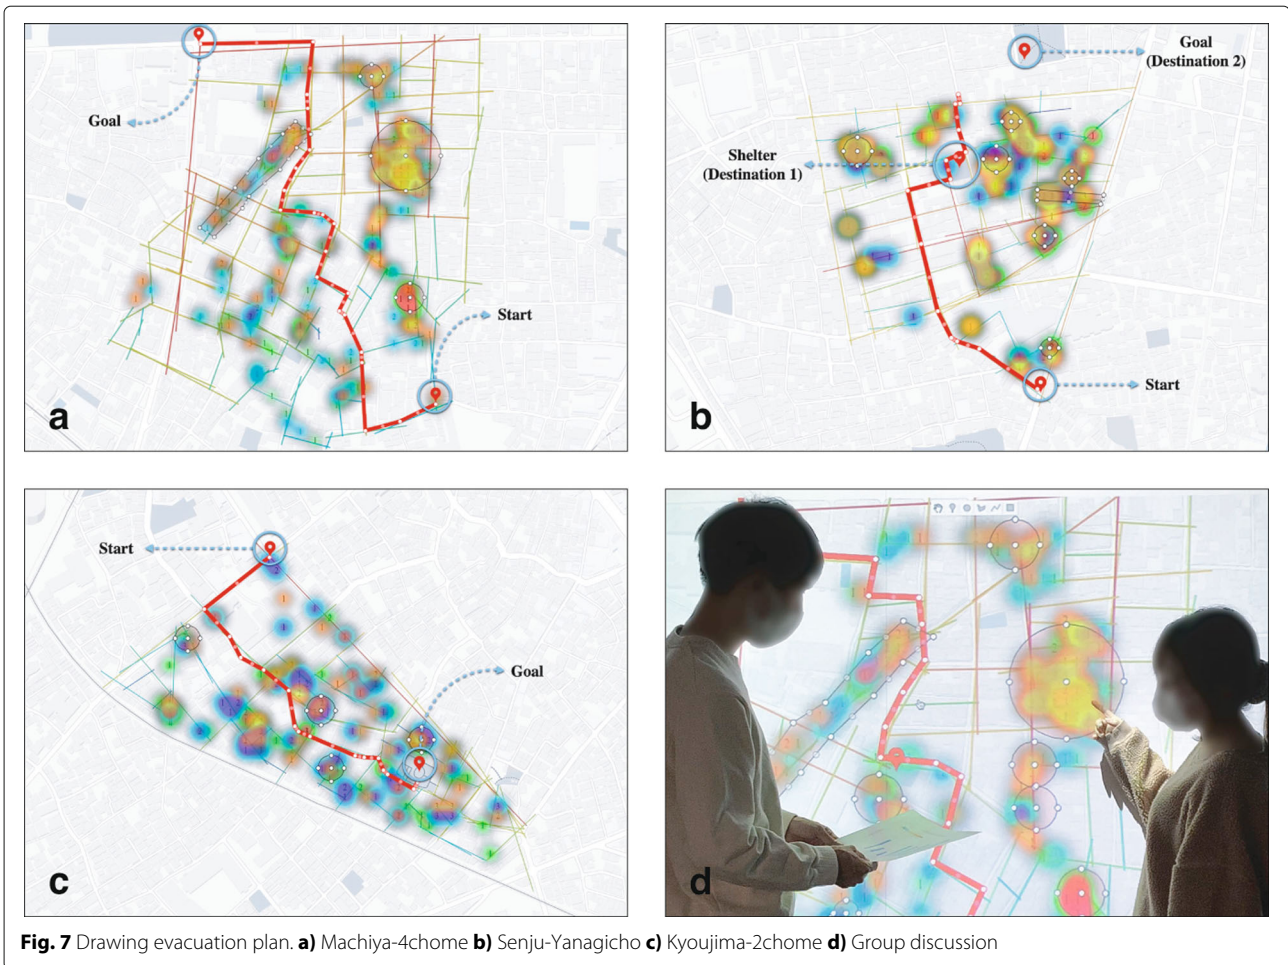 Goal
Start
a
Goal
(Destination 2)
Shelter
(Destination 1)
Start
b
Start
Goal
c
d
Fig. 7 Drawing evacuation plan. a) Machiya-4chome b) Senju-Yanagicho c) Kyoujima-2chome d) Group discussion